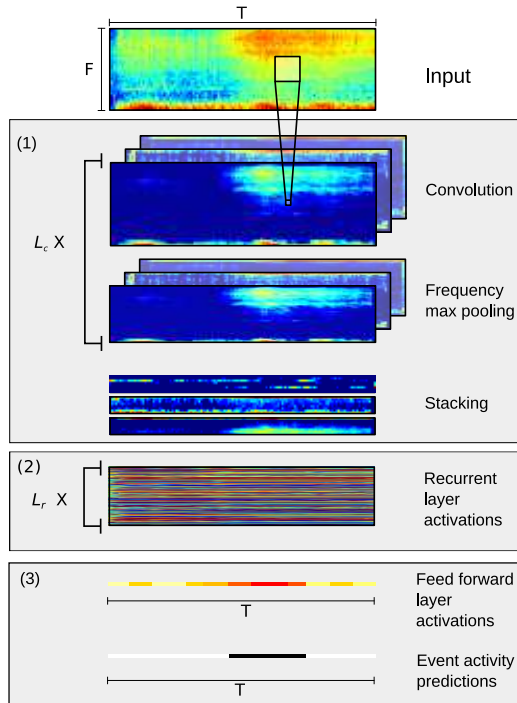 T
F
Input
(1)
Convolution
L_c X
Frequency
max pooling
Stacking
(2)
L_r X
Recurrent
layer
activations
(3)
Feed forward
layer
activations
T
Event activity
predictions
T